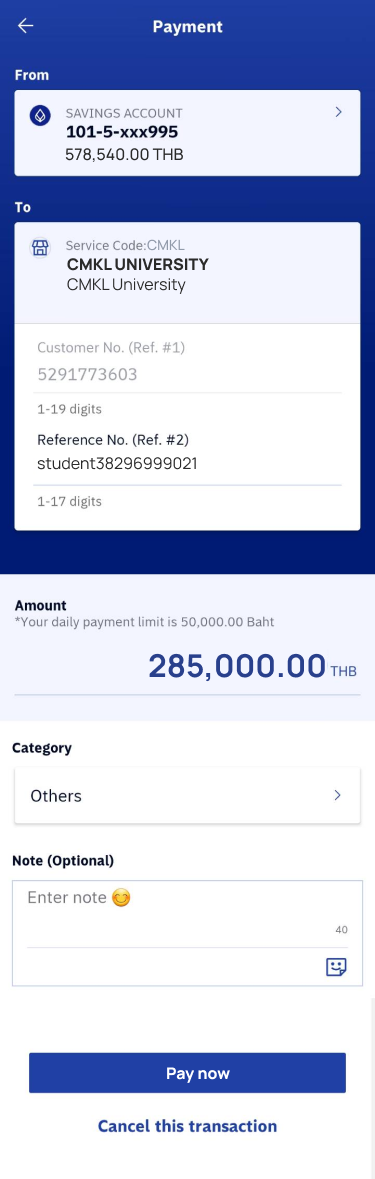 Payment
From
SAVINGS ACCOUNT
101-5-xxx995
578,540.00 THB
To
Service Code:CMKL
CMKL UNIVERSITY
CMKL University
Customer No. (Ref. #1)
5291773603
1-19 digits
Reference No. (Ref. #2)
student38296999021
1-17 digits
Amount
*Your daily payment limit is 50,000.00 Baht
285,000.00 THB
Category
Others
Note (Optional)
Enter note 😊
40
Pay now
Cancel this transaction